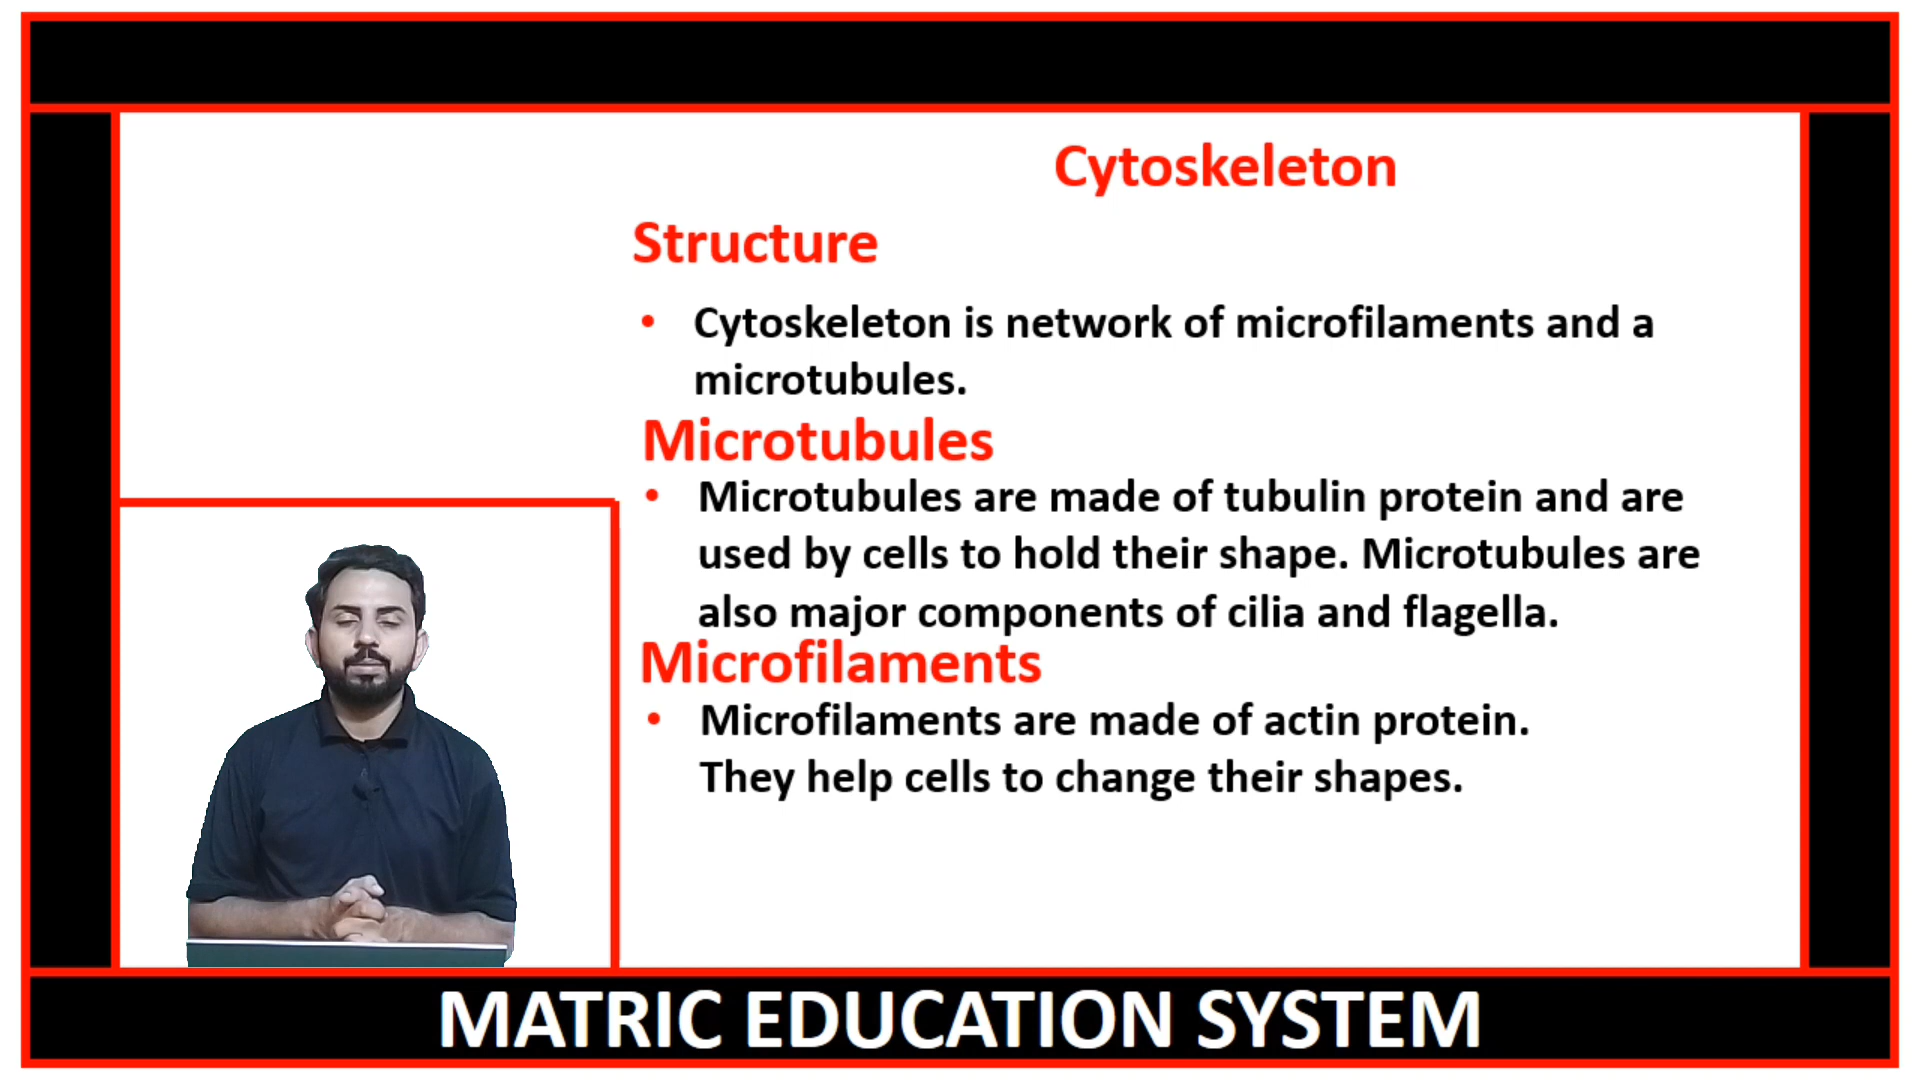 Cytoskeleton
Structure
• Cytoskeleton is network of microfilaments and a
microtubules.
Microtubules
• Microtubules are made of tubulin protein and are
used by cells to hold their shape. Microtubules are
also major components of cilia and flagella.
Microfilaments
• Microfilaments are made of actin protein.
They help cells to change their shapes.
MATRIC EDUCATION SYSTEM